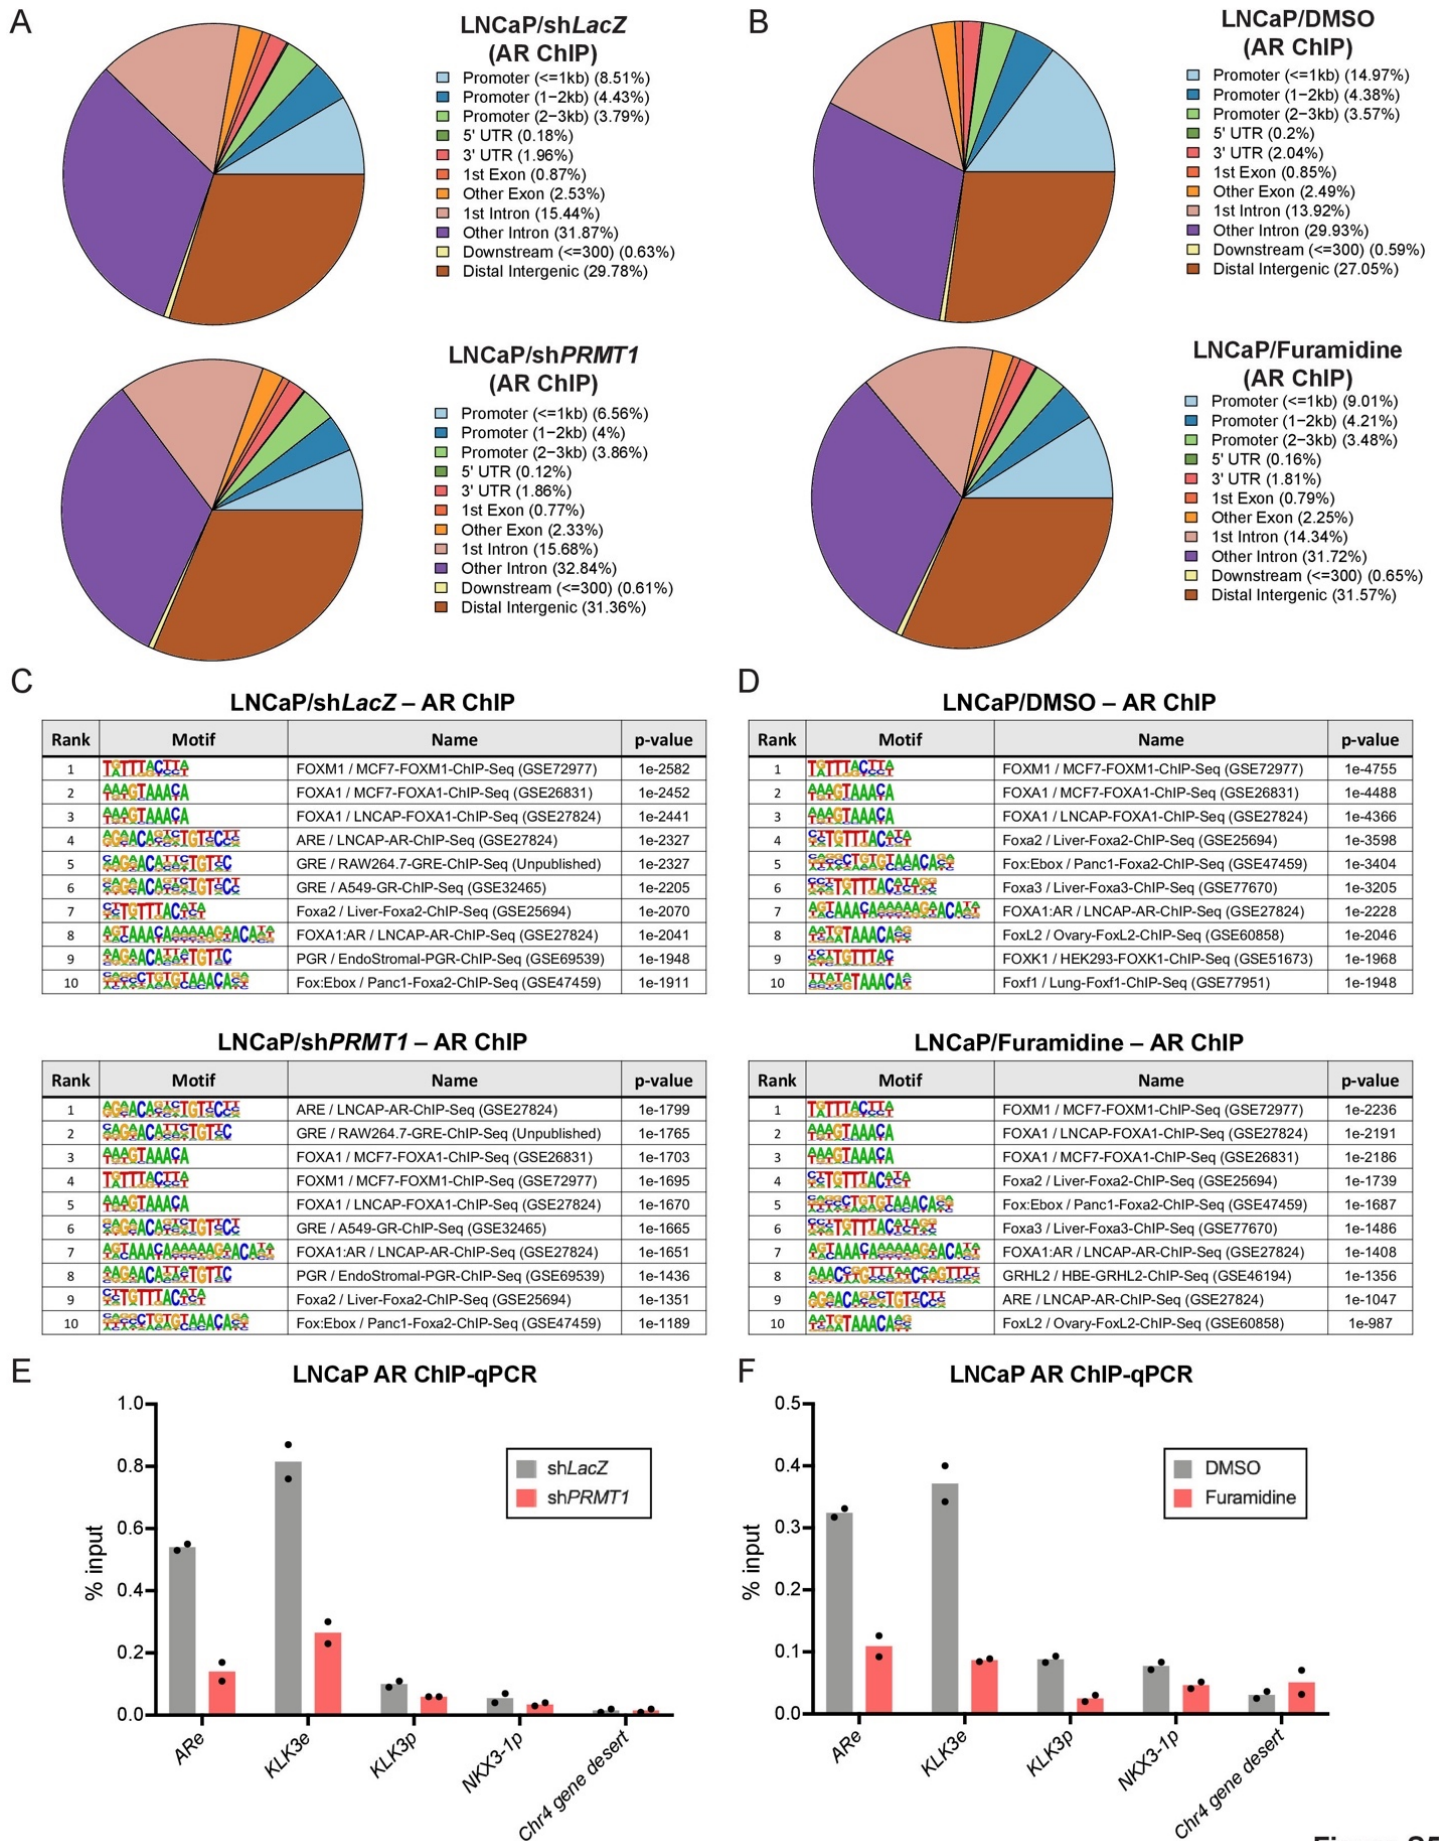 A
LNCaP/shLacZ
(AR ChIP)
Promoter (<=1kb) (8.51%)
Promoter (1−2kb) (4.43%)
Promoter (2−3kb) (3.79%)
5' UTR (0.18%)
3' UTR (1.96%)
1st Exon (0.87%)
Other Exon (2.53%)
1st Intron (15.44%)
Other Intron (31.87%)
Downstream (<=300) (0.63%)
Distal Intergenic (29.78%)
LNCaP/shPRMT1
(AR ChIP)
Promoter (<=1kb) (6.56%)
Promoter (1−2kb) (4%)
Promoter (2−3kb) (3.86%)
5' UTR (0.12%)
3' UTR (1.86%)
1st Exon (0.77%)
Other Exon (2.33%)
1st Intron (15.68%)
Other Intron (32.84%)
Downstream (<=300) (0.61%)
Distal Intergenic (31.36%)
B
LNCaP/DMSO
(AR ChIP)
Promoter (<=1kb) (14.97%)
Promoter (1−2kb) (4.38%)
Promoter (2−3kb) (3.57%)
5' UTR (0.2%)
3' UTR (2.04%)
1st Exon (0.85%)
Other Exon (2.49%)
1st Intron (13.92%)
Other Intron (29.93%)
Downstream (<=300) (0.59%)
Distal Intergenic (27.05%)
LNCaP/Furamidine
(AR ChIP)
Promoter (<=1kb) (9.01%)
Promoter (1−2kb) (4.21%)
Promoter (2−3kb) (3.48%)
5' UTR (0.16%)
3' UTR (1.81%)
1st Exon (0.79%)
Other Exon (2.25%)
1st Intron (14.34%)
Other Intron (31.72%)
Downstream (<=300) (0.65%)
Distal Intergenic (31.57%)
C
LNCaP/shLacZ – AR ChIP
Rank Motif Name p-value
1 FOXM1 / MCF7-FOXM1-ChIP-Seq (GSE72977) 1e-2582
2 FOXA1 / MCF7-FOXA1-ChIP-Seq (GSE26831) 1e-2452
3 FOXA1 / LNCAP-FOXA1-ChIP-Seq (GSE27824) 1e-2441
4 ARE / LNCAP-AR-ChIP-Seq (GSE27824) 1e-2327
5 GRE / RAW264.7-GRE-ChIP-Seq (Unpublished) 1e-2327
6 GRE / A549-GR-ChIP-Seq (GSE32465) 1e-2205
7 Foxa2 / Liver-Foxa2-ChIP-Seq (GSE25694) 1e-2070
8 FOXA1:AR / LNCAP-AR-ChIP-Seq (GSE27824) 1e-2041
9 PGR / EndoStromal-PGR-ChIP-Seq (GSE69539) 1e-1948
10 Fox:Ebox / Panc1-Foxa2-ChIP-Seq (GSE47459) 1e-1911
LNCaP/shPRMT1 – AR ChIP
Rank Motif Name p-value
1 ARE / LNCAP-AR-ChIP-Seq (GSE27824) 1e-1799
2 GRE / RAW264.7-GRE-ChIP-Seq (Unpublished) 1e-1765
3 FOXA1 / MCF7-FOXA1-ChIP-Seq (GSE26831) 1e-1703
4 FOXM1 / MCF7-FOXM1-ChIP-Seq (GSE72977) 1e-1695
5 FOXA1 / LNCAP-FOXA1-ChIP-Seq (GSE27824) 1e-1670
6 GRE / A549-GR-ChIP-Seq (GSE32465) 1e-1665
7 FOXA1:AR / LNCAP-AR-ChIP-Seq (GSE27824) 1e-1651
8 PGR / EndoStromal-PGR-ChIP-Seq (GSE69539) 1e-1436
9 Foxa2 / Liver-Foxa2-ChIP-Seq (GSE25694) 1e-1351
10 Fox:Ebox / Panc1-Foxa2-ChIP-Seq (GSE47459) 1e-1189
D
LNCaP/DMSO – AR ChIP
Rank Motif Name p-value
1 FOXM1 / MCF7-FOXM1-ChIP-Seq (GSE72977) 1e-4755
2 FOXA1 / MCF7-FOXA1-ChIP-Seq (GSE26831) 1e-4488
3 FOXA1 / LNCAP-FOXA1-ChIP-Seq (GSE27824) 1e-4366
4 Foxa2 / Liver-Foxa2-ChIP-Seq (GSE25694) 1e-3598
5 Fox:Ebox / Panc1-Foxa2-ChIP-Seq (GSE47459) 1e-3404
6 Foxa3 / Liver-Foxa3-ChIP-Seq (GSE77670) 1e-3205
7 FOXA1:AR / LNCAP-AR-ChIP-Seq (GSE27824) 1e-2228
8 FoxL2 / Ovary-FoxL2-ChIP-Seq (GSE60858) 1e-2046
9 FOXK1 / HEK293-FOXK1-ChIP-Seq (GSE51673) 1e-1968
10 Foxf1 / Lung-Foxf1-ChIP-Seq (GSE77951) 1e-1948
LNCaP/Furamidine – AR ChIP
Rank Motif Name p-value
1 FOXM1 / MCF7-FOXM1-ChIP-Seq (GSE72977) 1e-2236
2 FOXA1 / LNCAP-FOXA1-ChIP-Seq (GSE27824) 1e-2191
3 FOXA1 / MCF7-FOXA1-ChIP-Seq (GSE26831) 1e-2186
4 Foxa2 / Liver-Foxa2-ChIP-Seq (GSE25694) 1e-1739
5 Fox:Ebox / Panc1-Foxa2-ChIP-Seq (GSE47459) 1e-1687
6 Foxa3 / Liver-Foxa3-ChIP-Seq (GSE77670) 1e-1486
7 FOXA1:AR / LNCAP-AR-ChIP-Seq (GSE27824) 1e-1408
8 GRHL2 / HBE-GRHL2-ChIP-Seq (GSE46194) 1e-1356
9 ARE / LNCAP-AR-ChIP-Seq (GSE27824) 1e-1047
10 FoxL2 / Ovary-FoxL2-ChIP-Seq (GSE60858) 1e-987
E
LNCaP AR ChIP-qPCR
% input
1.0
0.8
0.6
0.4
0.2
0.0
shLacZ
shPRMT1
ARe
KLK3e
KLK3p
NKX3-1p
Chr4 gene desert
F
LNCaP AR ChIP-qPCR
% input
0.5
0.4
0.3
0.2
0.1
0.0
DMSO
Furamidine
ARe
KLK3e
KLK3p
NKX3-1p
Chr4 gene desert